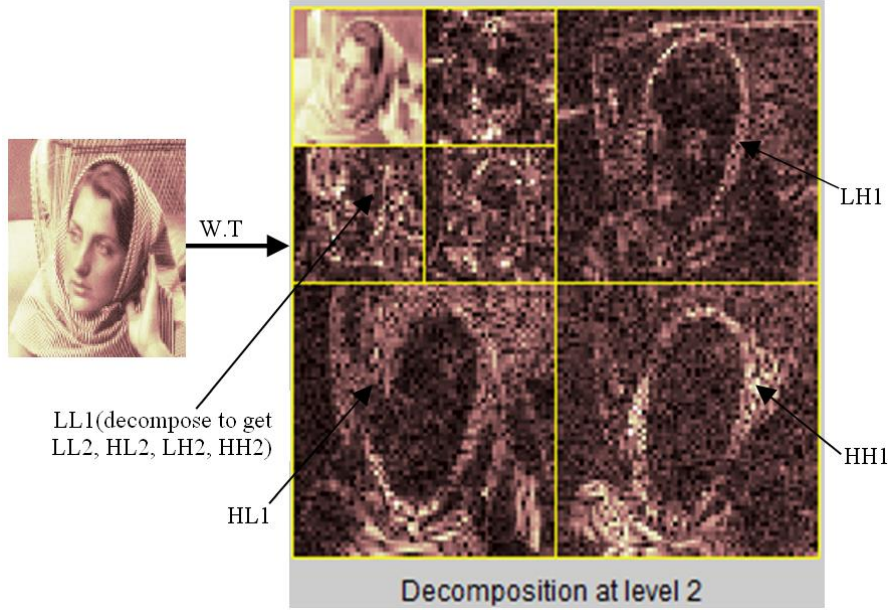 W.T
LH1
LL1(decompose to get
LL2, HL2, LH2, HH2)
HL1
HH1
Decomposition at level 2